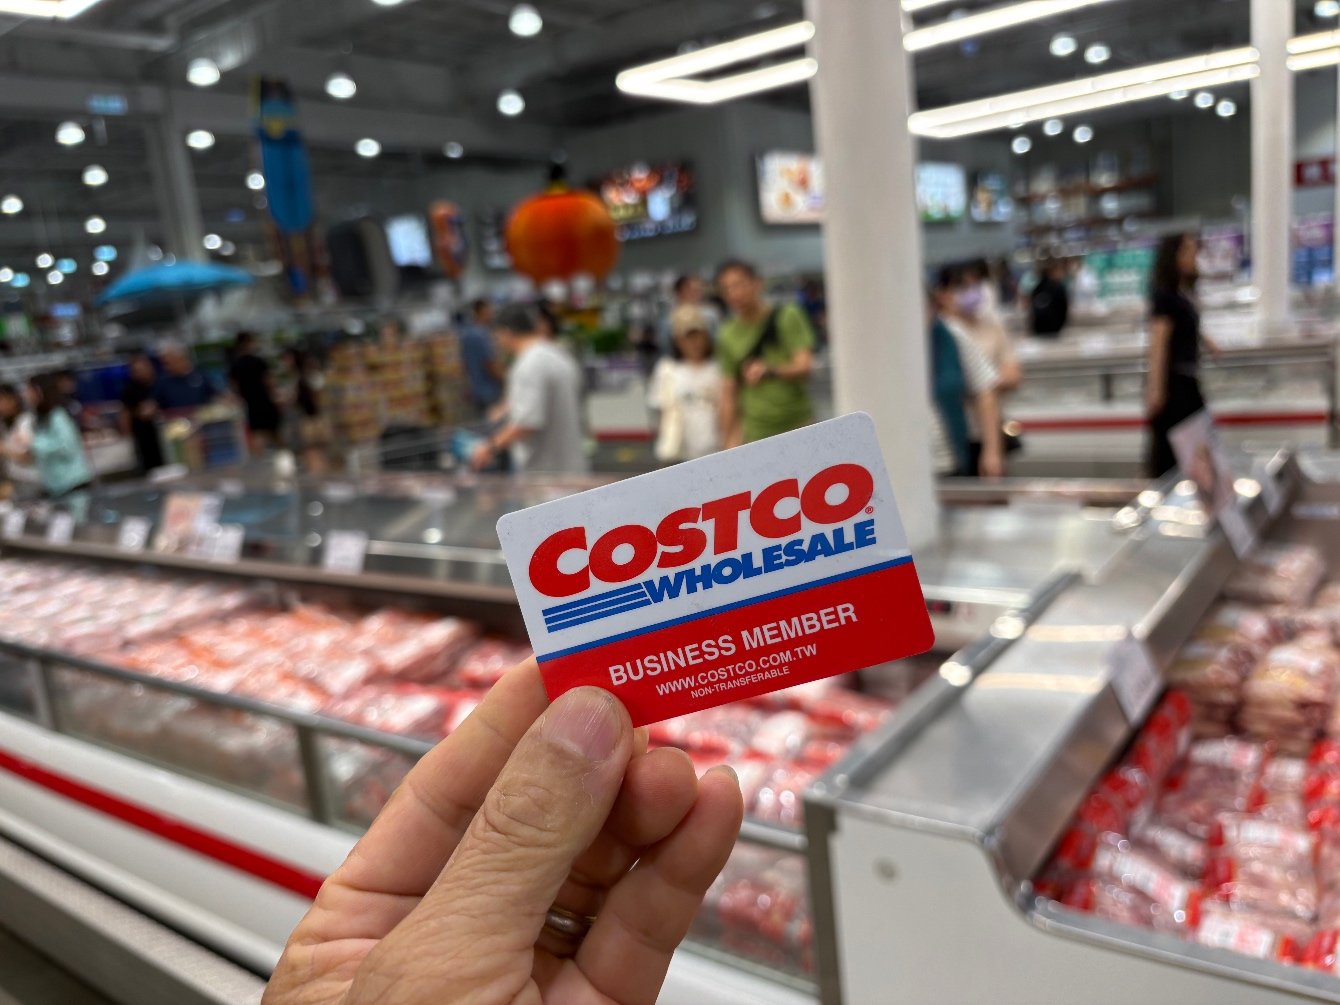 COSTCO®
WHOLESALE
BUSINESS MEMBER
WWW.COSTCO.COM.TW
NON-TRANSFERABLE